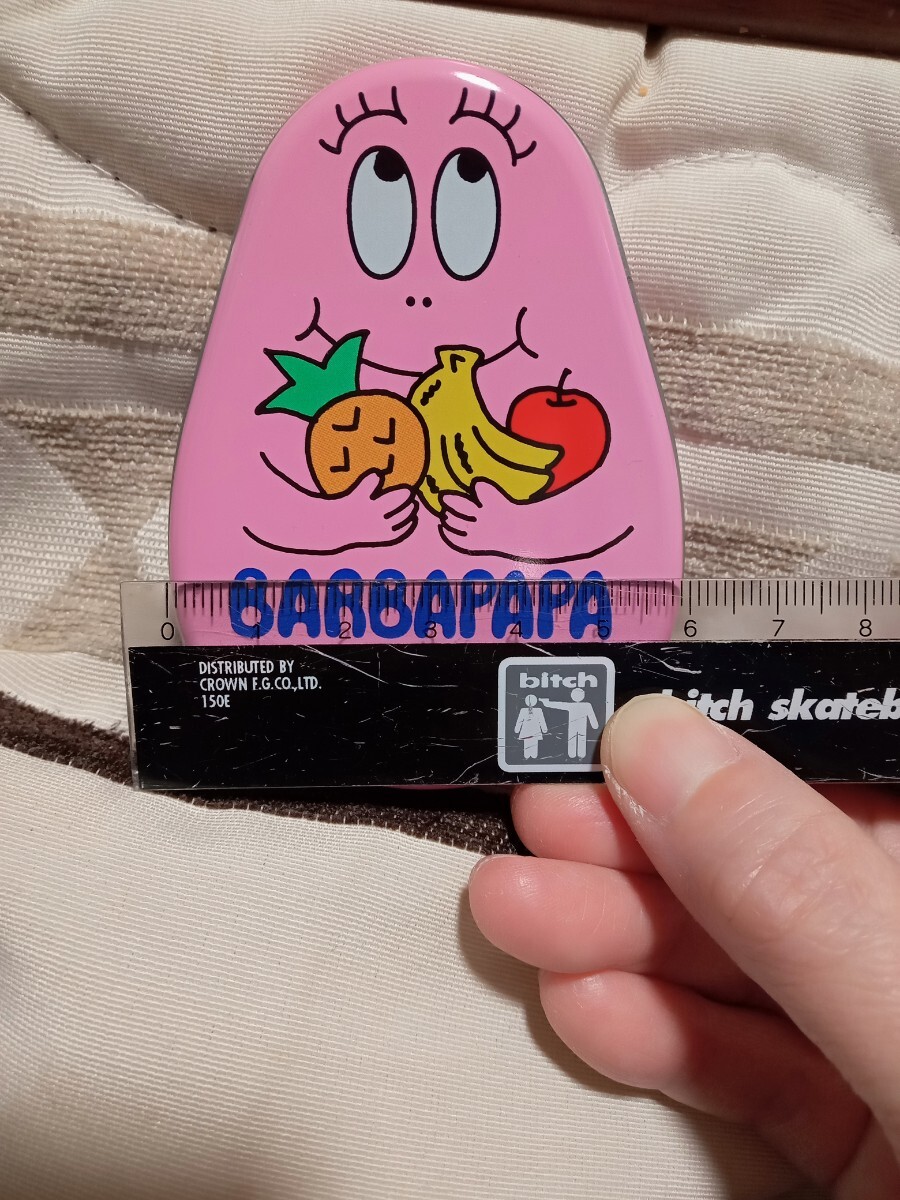 BARBAPAPA
0 1 2 3 4 5 6 7 8
DISTRIBUTED BY
CROWN F.G.CO.,LTD.
150E
bitch
bitch skateb